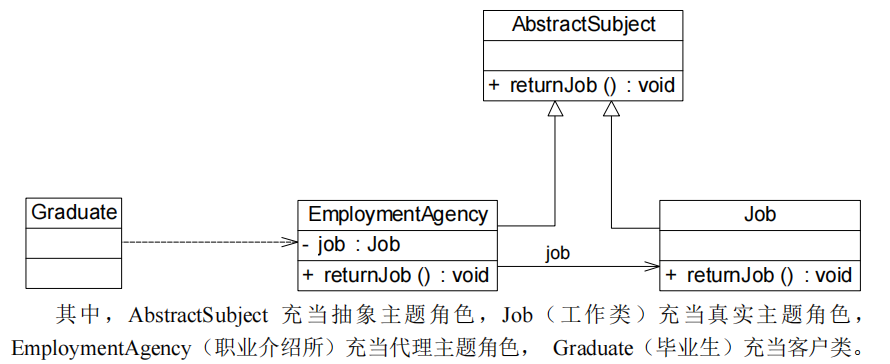 AbstractSubject
+ returnJob () : void
Graduate
EmploymentAgency
- job : Job
+ returnJob () : void
job
Job
+ returnJob () : void
其中，AbstractSubject 充当抽象主题角色，Job（工作类）充当真实主题角色，
EmploymentAgency（职业介绍所）充当代理主题角色， Graduate（毕业生）充当客户类。